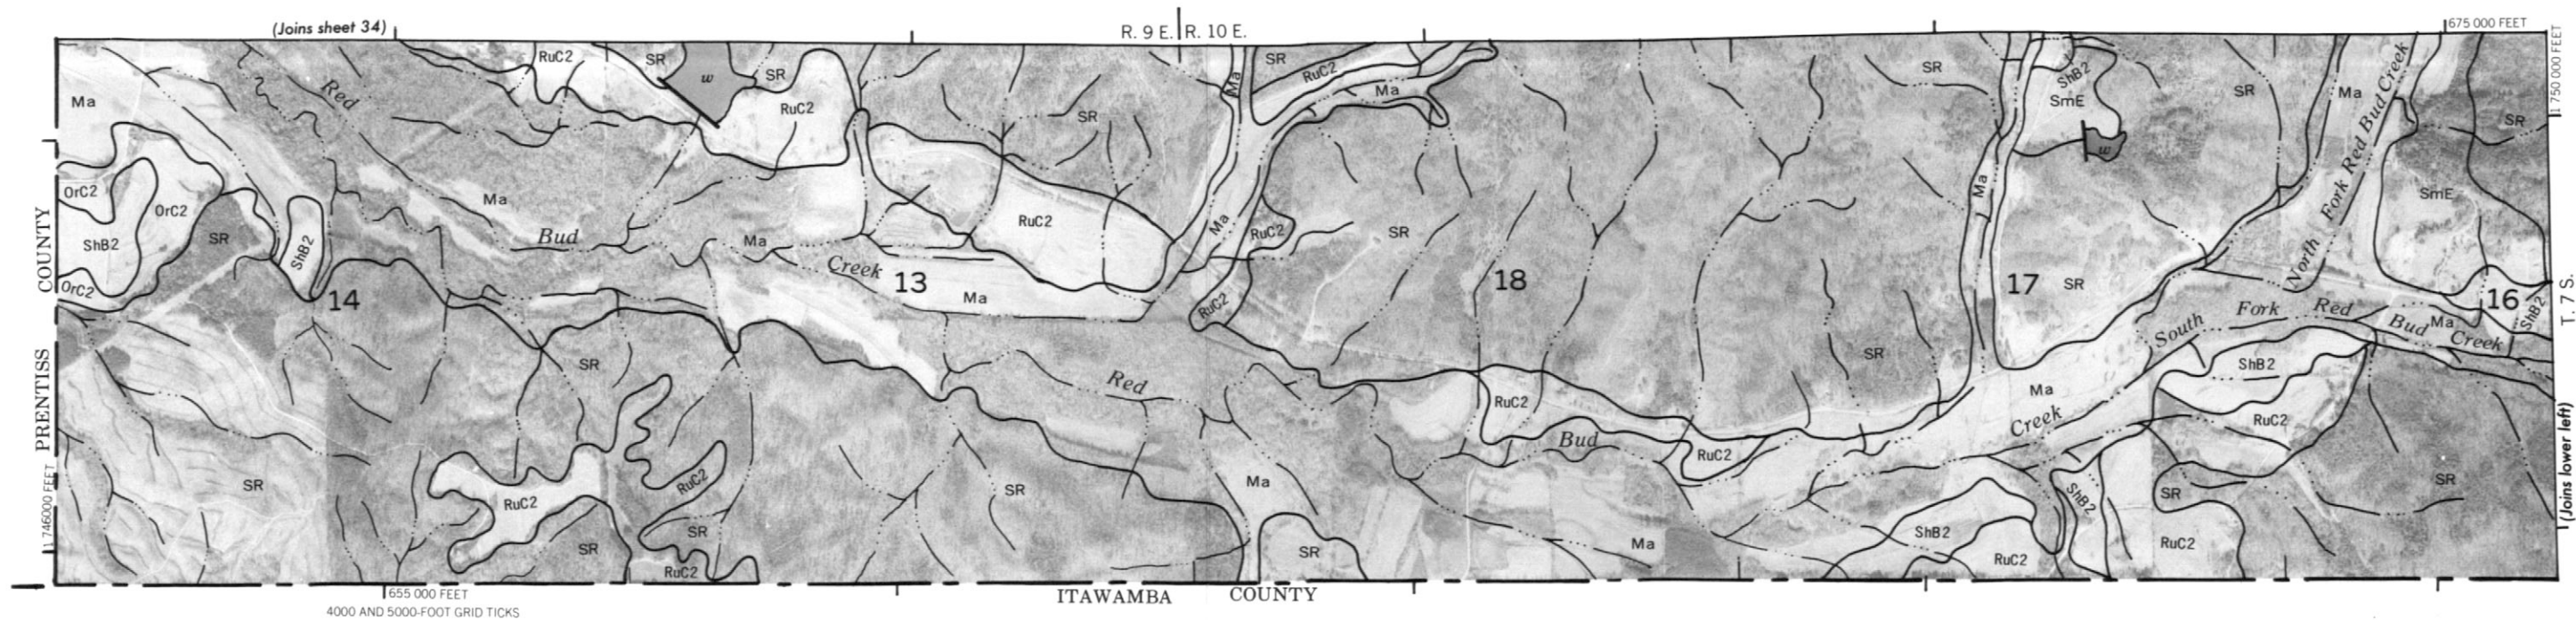 (Joins sheet 34)
R. 9 E. R. 10 E.
675 000 FEET
1 750 000 FEET
RuC2
SR
w
SR
RuC2
SR
RuC2
Ma
Ma
SR
SR
ShB2
SmE
SR
Ma
SR
w
Ma
Red
OrC2
OrC2
ShB2
SR
ShB2
OrC2
Ma
Bud
Ma
Creek
13
Ma
RuC2
Ma
RuC2
RuC2
SR
18
Ma
17
SR
North Fork Red Bud Creek
SmE
16
ShB2
14
South Fork Red Bud Creek
Ma
ShB2
RuC2
COUNTY
PRENTISS
T. 7 S.
SR
Red
Bud
Creek
RuC2
RuC2
SR
Ma
SR
RuC2
RuC2
SR
SR
RuC2
SR
Ma
SR
Ma
ShB2
RuC2
ShB2
SR
RuC2
SR
(Joins lower left)
1 746000 FEET
655 000 FEET
4000 AND 5000-FOOT GRID TICKS
ITAWAMBA COUNTY